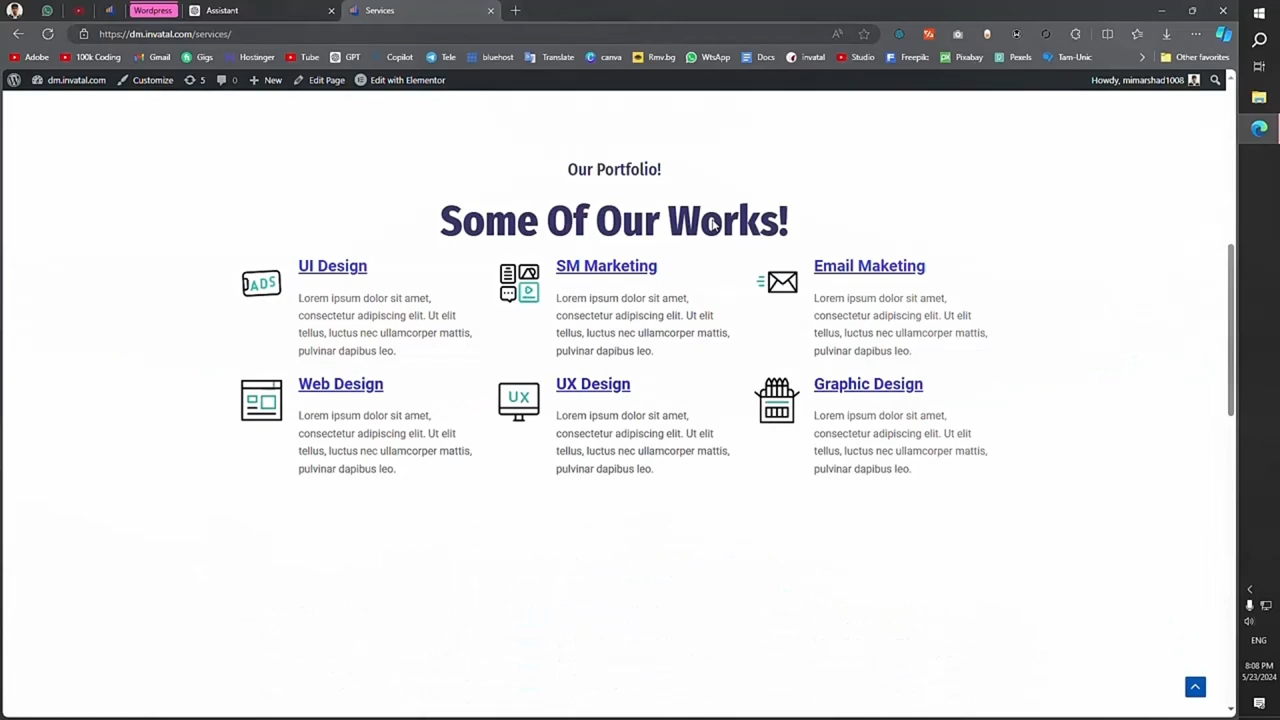 Wordpress
Assistant
Services
https://dm.invatal.com/services/
Adobe
100k Coding
Gmail
Gigs
Hostinger
Tube
GPT
Copilot
Tele
bluehost
Translate
canva
Rmv.bg
WtsApp
Docs
invatal
Studio
Freepik
Pixabay
Pexels
Tam-Unic
Other favorites
dm.invatal.com
Customize
5
0
New
Edit Page
Edit with Elementor
Howdy, mimarshad1008
Our Portfolio!
Some Of Our Works!
ADS
UI Design
Lorem ipsum dolor sit amet,
consectetur adipiscing elit. Ut elit
tellus, luctus nec ullamcorper mattis,
pulvinar dapibus leo.
SM Marketing
Lorem ipsum dolor sit amet,
consectetur adipiscing elit. Ut elit
tellus, luctus nec ullamcorper mattis,
pulvinar dapibus leo.
Email Maketing
Lorem ipsum dolor sit amet,
consectetur adipiscing elit. Ut elit
tellus, luctus nec ullamcorper mattis,
pulvinar dapibus leo.
Web Design
Lorem ipsum dolor sit amet,
consectetur adipiscing elit. Ut elit
tellus, luctus nec ullamcorper mattis,
pulvinar dapibus leo.
UX
UX Design
Lorem ipsum dolor sit amet,
consectetur adipiscing elit. Ut elit
tellus, luctus nec ullamcorper mattis,
pulvinar dapibus leo.
Graphic Design
Lorem ipsum dolor sit amet,
consectetur adipiscing elit. Ut elit
tellus, luctus nec ullamcorper mattis,
pulvinar dapibus leo.
ENG
8:08 PM
5/23/2024